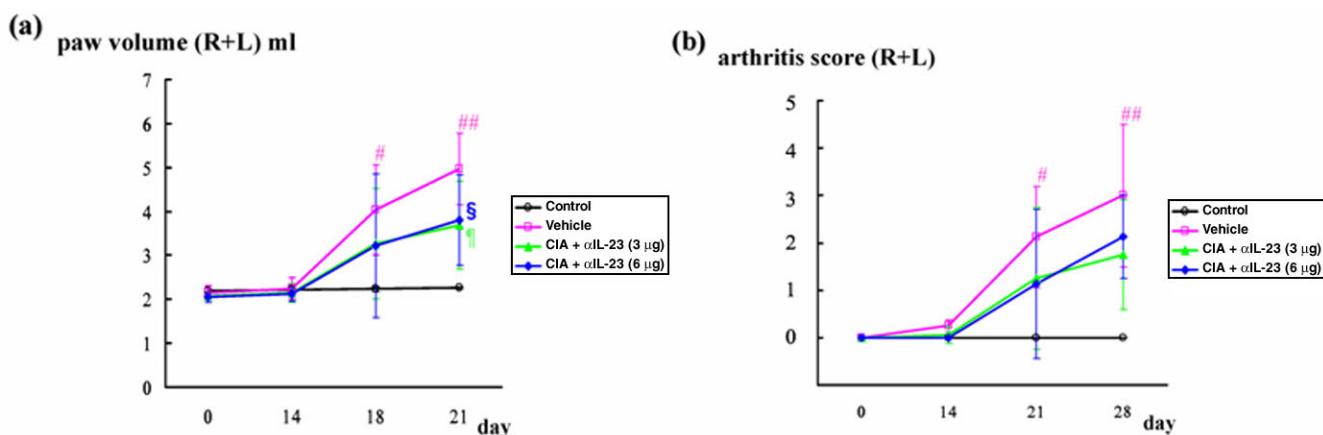 (a)
paw volume (R+L) ml
7
6
5
4
3
2
1
0
#
##
§
¶
0 14 18 21 day
Control
Vehicle
CIA + αIL-23 (3 µg)
CIA + αIL-23 (6 µg)
(b)
arthritis score (R+L)
5
4
3
2
1
0
#
##
0 14 21 28 day
Control
Vehicle
CIA + αIL-23 (3 µg)
CIA + αIL-23 (6 µg)